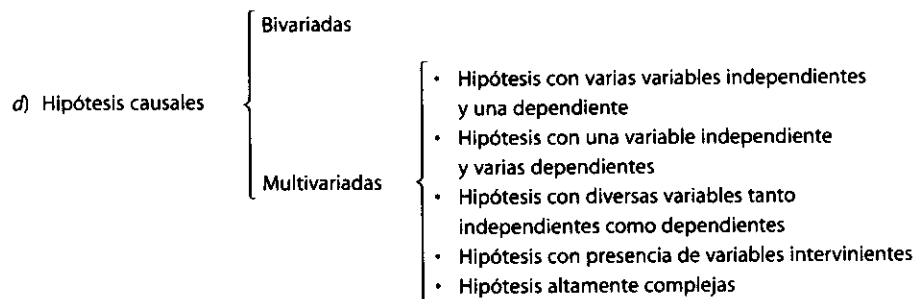 Bivariadas
d) Hipótesis causales
Multivariadas
• Hipótesis con varias variables independientes
y una dependiente
• Hipótesis con una variable independiente
y varias dependientes
• Hipótesis con diversas variables tanto
independientes como dependientes
• Hipótesis con presencia de variables intervinientes
• Hipótesis altamente complejas